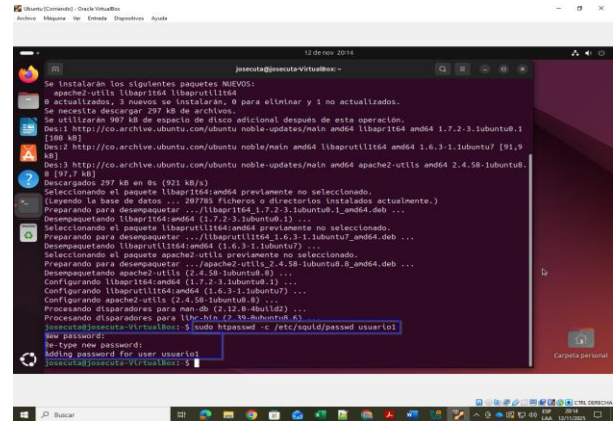 Ubuntu [Corriendo] - Oracle VirtualBox
Archivo Máquina Ver Entrada Dispositivos Ayuda
12 de nov 20:14
josecuta@josecuta-VirtualBox: ~
Se instalarán los siguientes paquetes NUEVOS:
apache2-utils libapr1t64 libaprutil1t64
0 actualizados, 3 nuevos se instalarán, 0 para eliminar y 1 no actualizados.
Se necesita descargar 297 kB de archivos.
Se utilizarán 907 kB de espacio de disco adicional después de esta operación.
Des:1 http://co.archive.ubuntu.com/ubuntu noble-updates/main amd64 libapr1t64 amd64 1.7.2-3.1ubuntu0.1
[108 kB]
Des:2 http://co.archive.ubuntu.com/ubuntu noble/main amd64 libaprutil1t64 amd64 1.6.3-1.1ubuntu7 [91,9
kB]
Des:3 http://co.archive.ubuntu.com/ubuntu noble-updates/main amd64 apache2-utils amd64 2.4.58-1ubuntu8.
8 [97,7 kB]
Descargados 297 kB en 0s (921 kB/s)
Seleccionando el paquete libapr1t64:amd64 previamente no seleccionado.
(Leyendo la base de datos ... 207785 ficheros o directorios instalados actualmente.)
Preparando para desempaquetar .../libapr1t64_1.7.2-3.1ubuntu0.1_amd64.deb ...
Desempaquetando libapr1t64:amd64 (1.7.2-3.1ubuntu0.1) ...
Seleccionando el paquete libaprutil1t64:amd64 previamente no seleccionado.
Preparando para desempaquetar .../libaprutil1t64_1.6.3-1.1ubuntu7_amd64.deb ...
Desempaquetando libaprutil1t64:amd64 (1.6.3-1.1ubuntu7) ...
Seleccionando el paquete apache2-utils previamente no seleccionado.
Preparando para desempaquetar .../apache2-utils_2.4.58-1ubuntu8.8_amd64.deb ...
Desempaquetando apache2-utils (2.4.58-1ubuntu8.8) ...
Configurando libapr1t64:amd64 (1.7.2-3.1ubuntu0.1) ...
Configurando libaprutil1t64:amd64 (1.6.3-1.1ubuntu7) ...
Configurando apache2-utils (2.4.58-1ubuntu8.8) ...
Procesando disparadores para man-db (2.12.0-4build2) ...
Procesando disparadores para libc-bin (2.39-0ubuntu8.6) ...
josecuta@josecuta-VirtualBox:~$ sudo htpasswd -c /etc/squid/passwd usuario1
New password:
Re-type new password:
Adding password for user usuario1
josecuta@josecuta-VirtualBox:~$
Carpeta personal
CTRL DERECHA
Buscar
ESP 20:14
LAA 12/11/2025